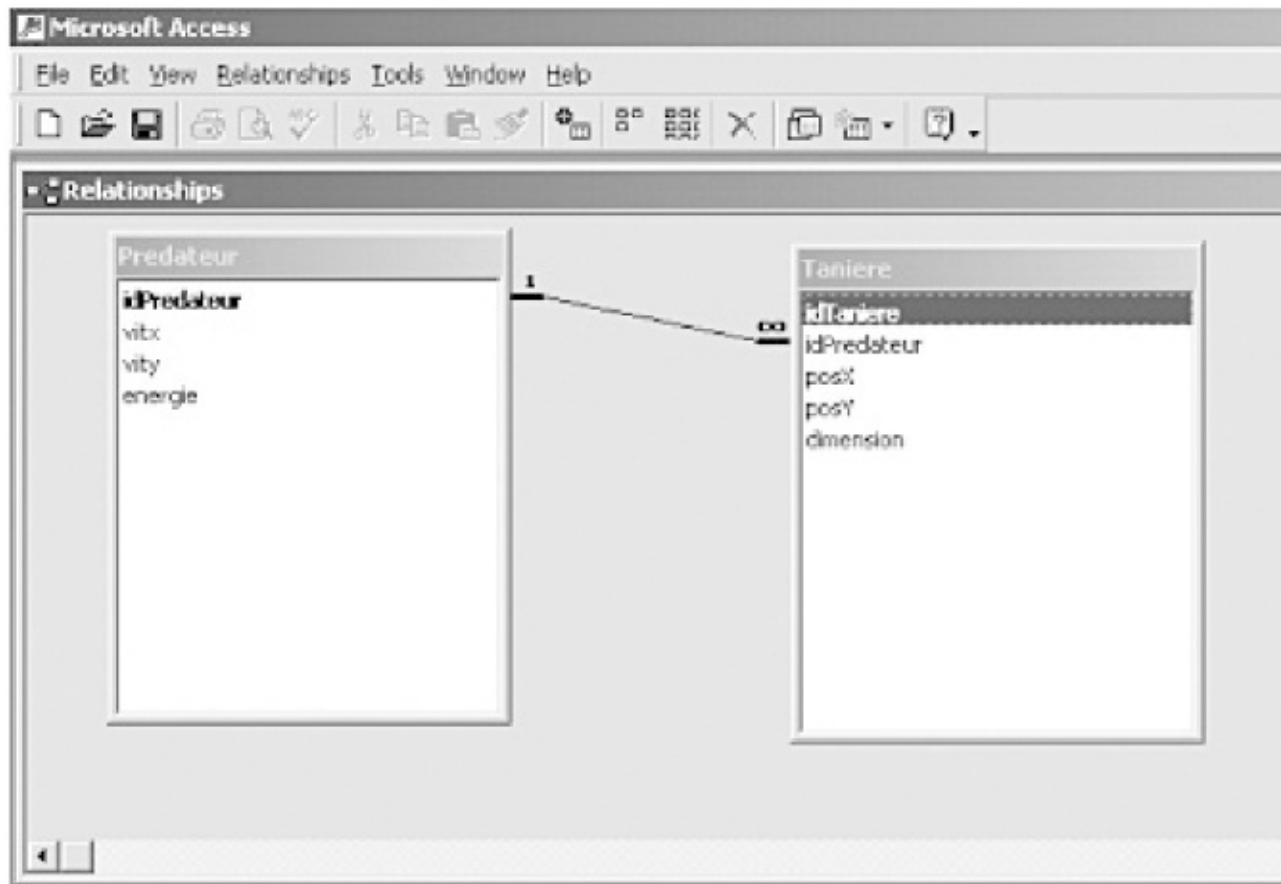 Microsoft Access
File Edit View Relationships Tools Window Help
Relationships
Predateur
idPredateur
vitx
vity
energie
1
∞
Taniere
idTaniere
idPredateur
posX
posY
dimension